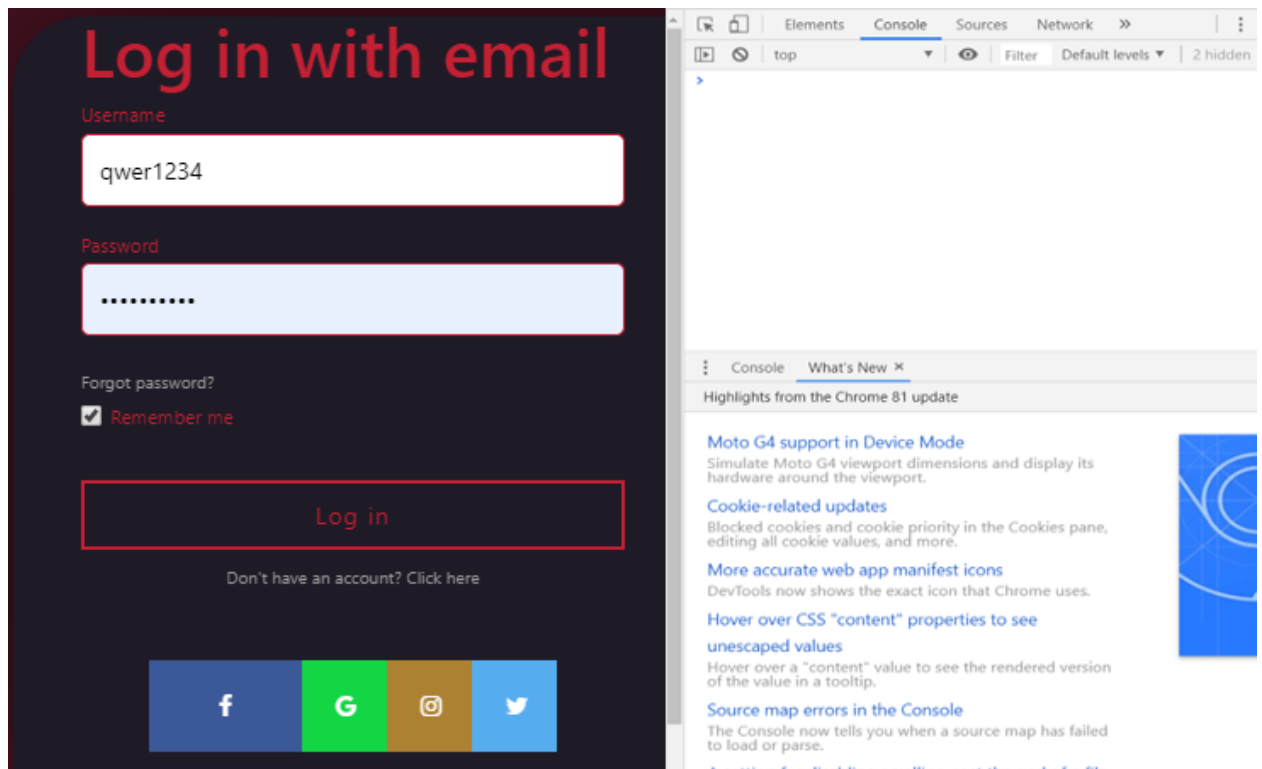 Log in with email
Username
qwer1234
Password
••••••••••
Forgot password?
Remember me
Log in
Don't have an account? Click here
f
G
Elements Console Sources Network »
top Filter Default levels ▼ 2 hidden
>
Console What's New ×
Highlights from the Chrome 81 update
Moto G4 support in Device Mode
Simulate Moto G4 viewport dimensions and display its
hardware around the viewport.
Cookie-related updates
Blocked cookies and cookie priority in the Cookies pane,
editing all cookie values, and more.
More accurate web app manifest icons
DevTools now shows the exact icon that Chrome uses.
Hover over CSS "content" properties to see
unescaped values
Hover over a "content" value to see the rendered version
of the value in a tooltip.
Source map errors in the Console
The Console now tells you when a source map has failed
to load or parse.